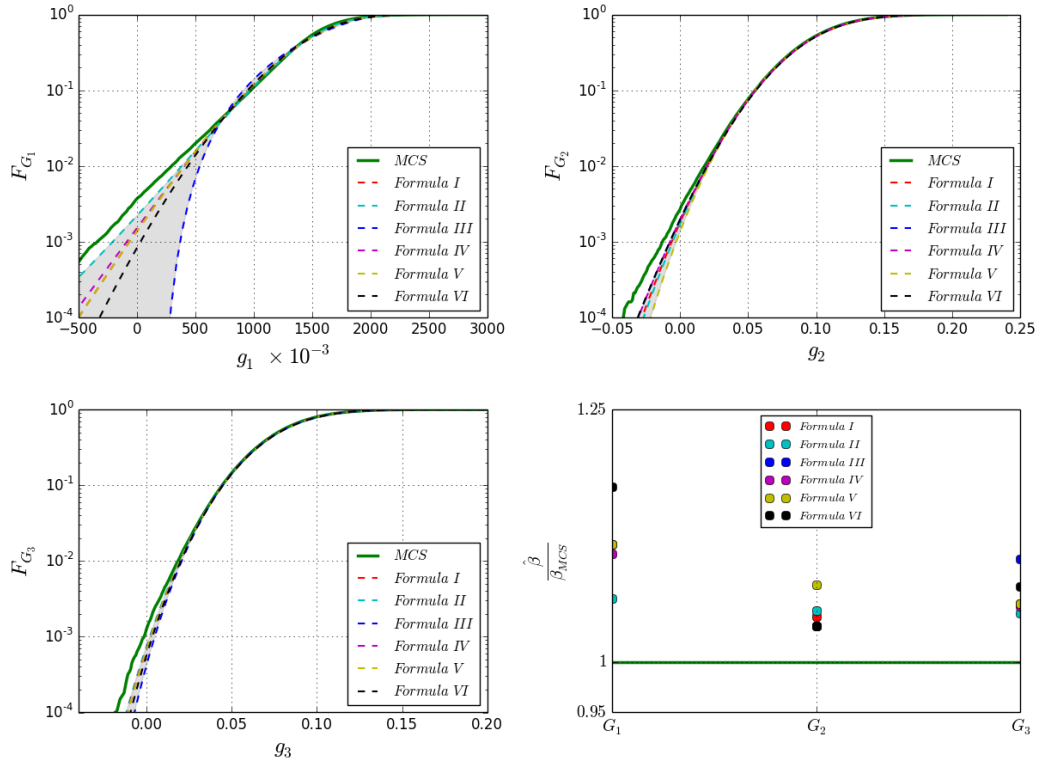 10^0
10^-1
10^-2
10^-3
10^-4
F_{G_1}
MCS
Formula I
Formula II
Formula III
Formula IV
Formula V
Formula VI
−500 0 500 1000 1500 2000 2500 3000
g_1 × 10^{−3}
10^0
10^-1
10^-2
10^-3
10^-4
F_{G_2}
MCS
Formula I
Formula II
Formula III
Formula IV
Formula V
Formula VI
−0.05 0.00 0.05 0.10 0.15 0.20 0.25
g_2
10^0
10^-1
10^-2
10^-3
10^-4
F_{G_3}
MCS
Formula I
Formula II
Formula III
Formula IV
Formula V
Formula VI
0.00 0.05 0.10 0.15 0.20
g_3
1.25
1
0.95
β̂
β_{MCS}
Formula I
Formula II
Formula III
Formula IV
Formula V
Formula VI
G_1 G_2 G_3